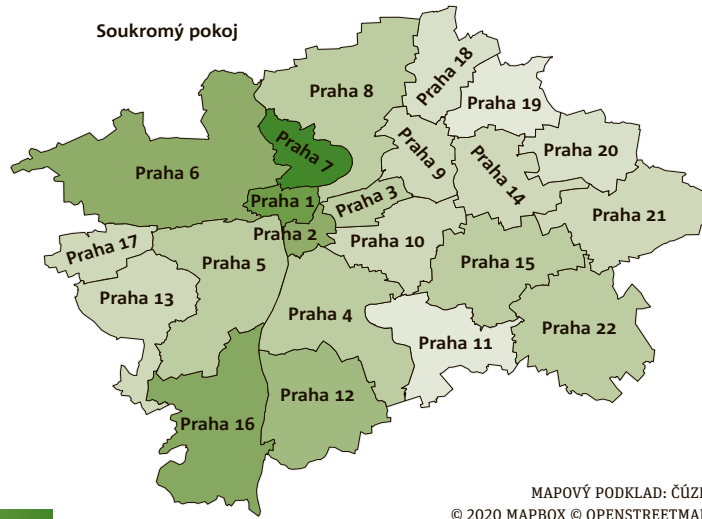 Soukromý pokoj
Praha 18
Praha 8
Praha 19
Praha 7
Praha 9
Praha 20
Praha 6
Praha 14
Praha 1
Praha 3
Praha 21
Praha 2
Praha 17
Praha 10
Praha 5
Praha 15
Praha 13
Praha 4
Praha 22
Praha 11
Praha 12
Praha 16
MAPOVÝ PODKLAD: ČÚZ
© 2020 MAPBOX © OPENSTREETMA